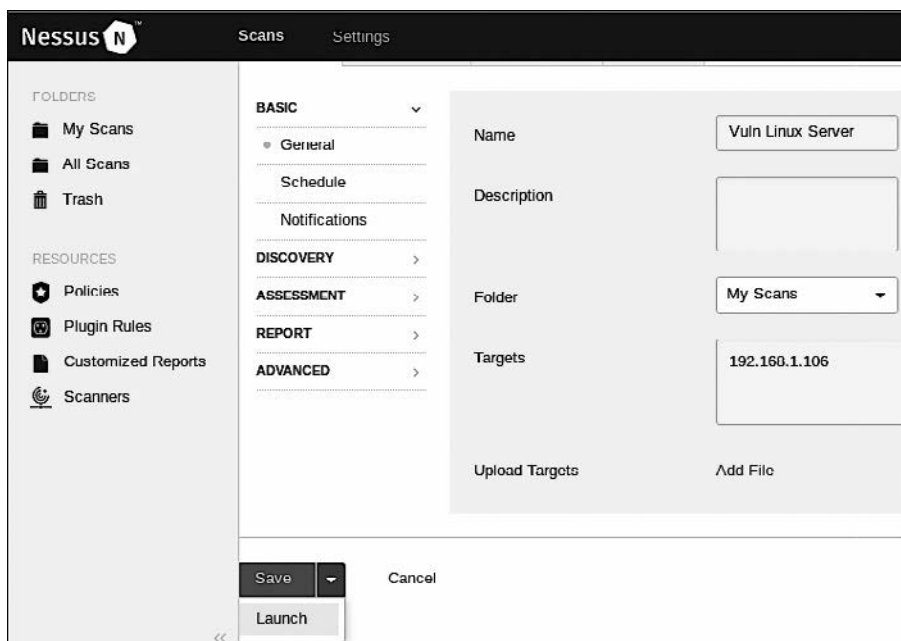 Nessus N ™
Scans
Settings
FOLDERS
My Scans
All Scans
Trash
RESOURCES
Policies
Plugin Rules
Customized Reports
Scanners
BASIC
General
Schedule
Notifications
DISCOVERY
ASSESSMENT
REPORT
ADVANCED
Name
Vuln Linux Server
Description
Folder
My Scans
Targets
192.168.1.106
Upload Targets
Add File
Save
Cancel
Launch